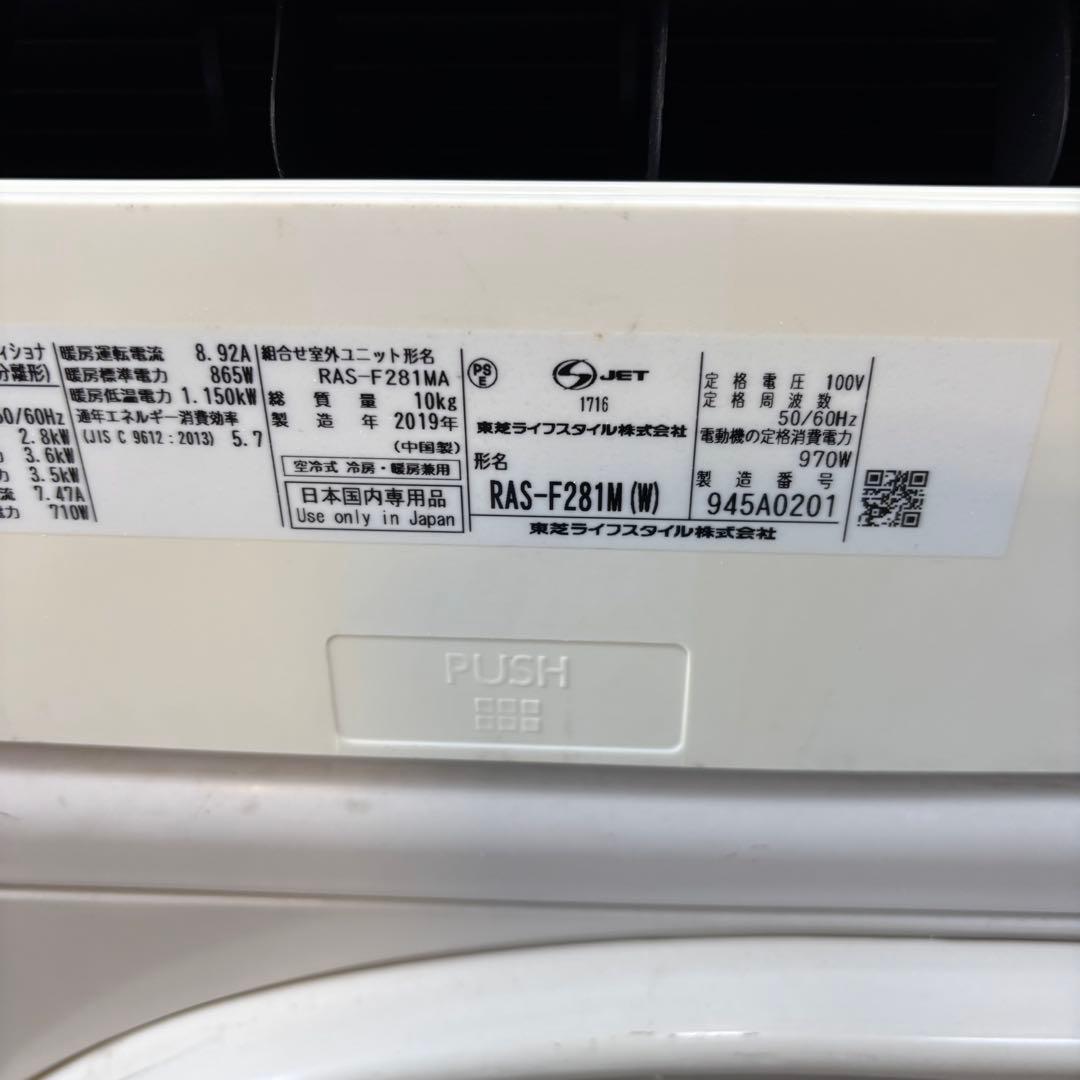 ィショナ
分離形)
50/60Hz
2.8kW
力 3.6kW
力 3.5kW
流 7.47A
電力 710W
暖房運転電流 8.92A
暖房標準電力 865W
暖房低温電力 1.150kW
通年エネルギー消費効率
(JIS C 9612:2013) 5.7
組合せ室外ユニット形名
RAS-F281MA
総質量 10kg
製造年 2019年
(中国製)
空冷式 冷房・暖房兼用
日本国内専用品
Use only in Japan
PS
E
JET
1716
東芝ライフスタイル株式会社
形名
RAS-F281M(W)
東芝ライフスタイル株式会社
定格電圧 100V
定格周波数
50/60Hz
電動機の定格消費電力
970W
製造番号
945A0201
PUSH